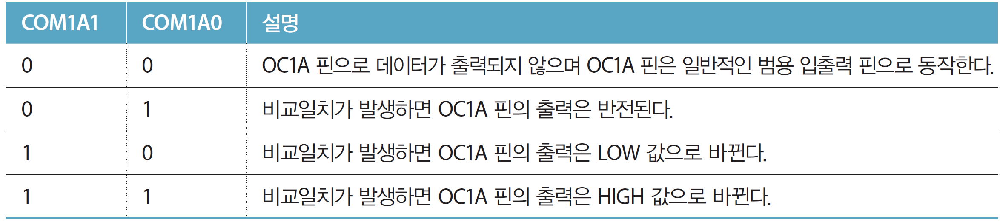 COM1A1 COM1A0 설명
0 0 OC1A 핀으로 데이터가 출력되지 않으며 OC1A 핀은 일반적인 범용 입출력 핀으로 동작한다.
0 1 비교일치가 발생하면 OC1A 핀의 출력은 반전된다.
1 0 비교일치가 발생하면 OC1A 핀의 출력은 LOW 값으로 바뀐다.
1 1 비교일치가 발생하면 OC1A 핀의 출력은 HIGH 값으로 바뀐다.